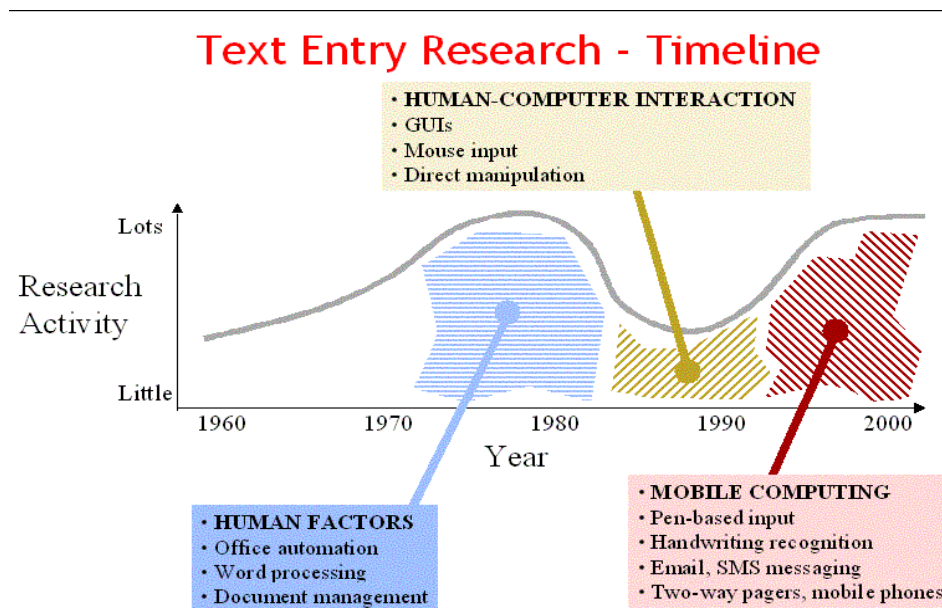 Text Entry Research - Timeline
• HUMAN-COMPUTER INTERACTION
• GUIs
• Mouse input
• Direct manipulation
Lots
Research
Activity
Little
1960 1970 1980 1990 2000
Year
• HUMAN FACTORS
• Office automation
• Word processing
• Document management
• MOBILE COMPUTING
• Pen-based input
• Handwriting recognition
• Email, SMS messaging
• Two-way pagers, mobile phones